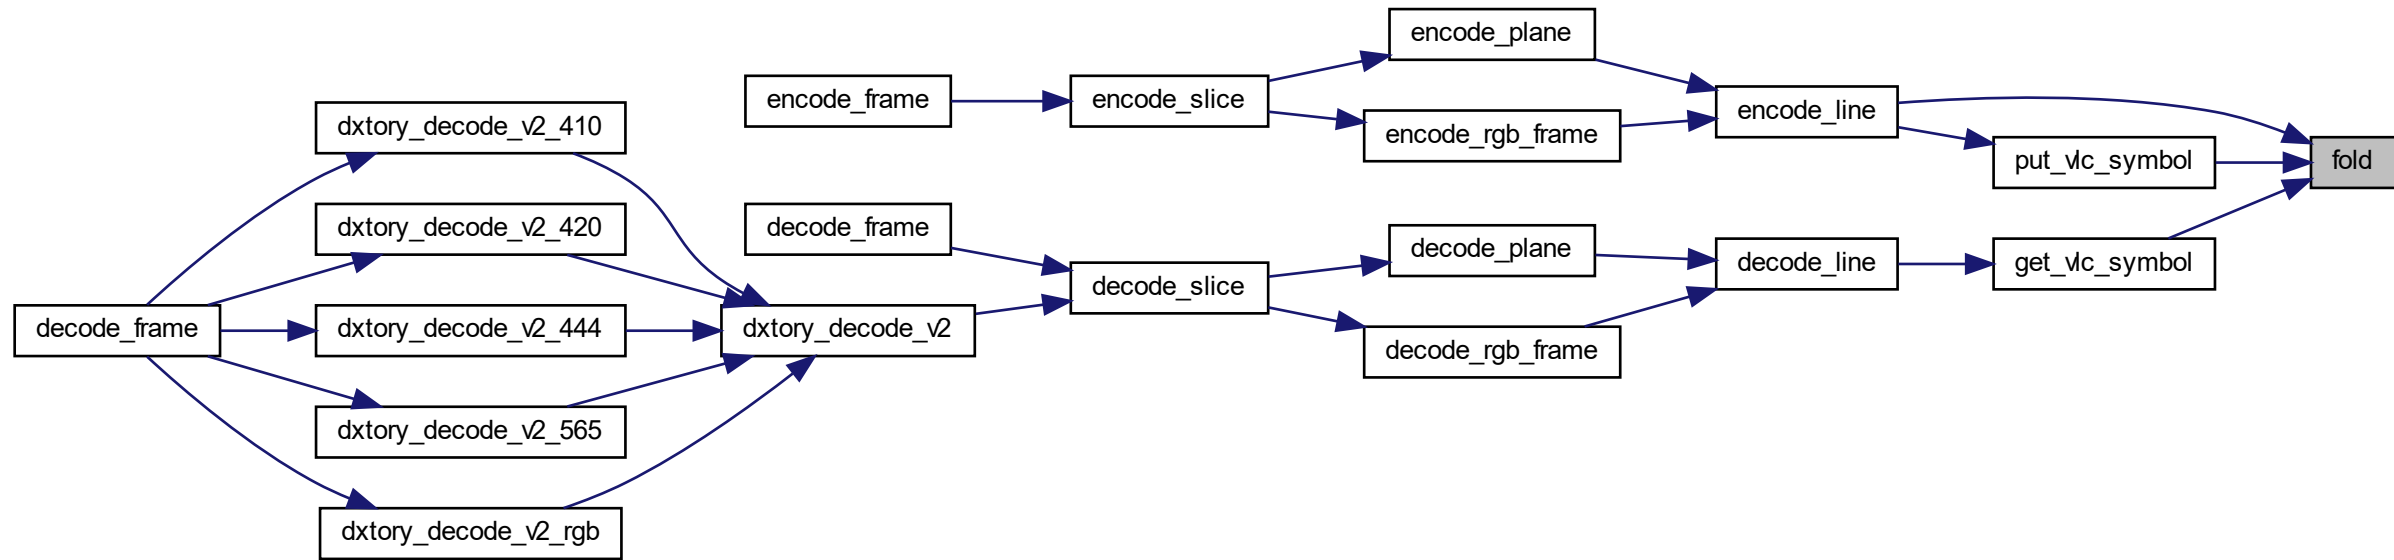 encode_plane
encode_frame
encode_slice
encode_line
dxtory_decode_v2_410
encode_rgb_frame
put_vlc_symbol
fold
dxtory_decode_v2_420
decode_frame
decode_plane
decode_line
get_vlc_symbol
decode_slice
decode_frame
dxtory_decode_v2_444
dxtory_decode_v2
decode_rgb_frame
dxtory_decode_v2_565
dxtory_decode_v2_rgb